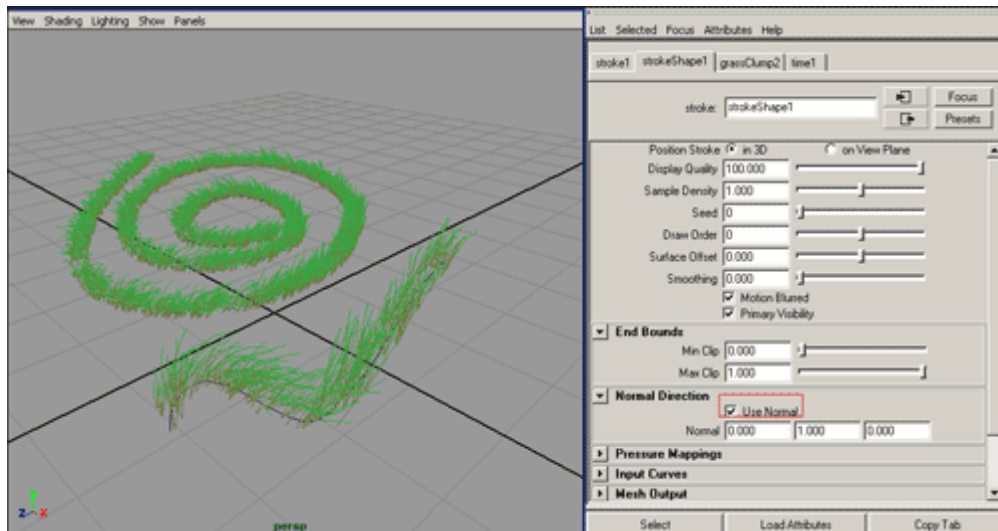 View Shading Lighting Show Panels
List Selected Focus Attributes Help
stroke1 strokeShape1 grassClump2 time1
stroke: strokeShape1
Focus
Presets
Position Stroke in 3D on View Plane
Display Quality 100.000
Sample Density 1.000
Seed 0
Draw Order 0
Surface Offset 0.000
Smoothing 0.000
Motion Blurred
Primary Visibility
End Bounds
Min Clip 0.000
Max Clip 1.000
Normal Direction
Use Normal
Normal 0.000 1.000 0.000
Pressure Mappings
Input Curves
Mesh Output
Select Load Attributes Copy Tab
Y
Z X
persp